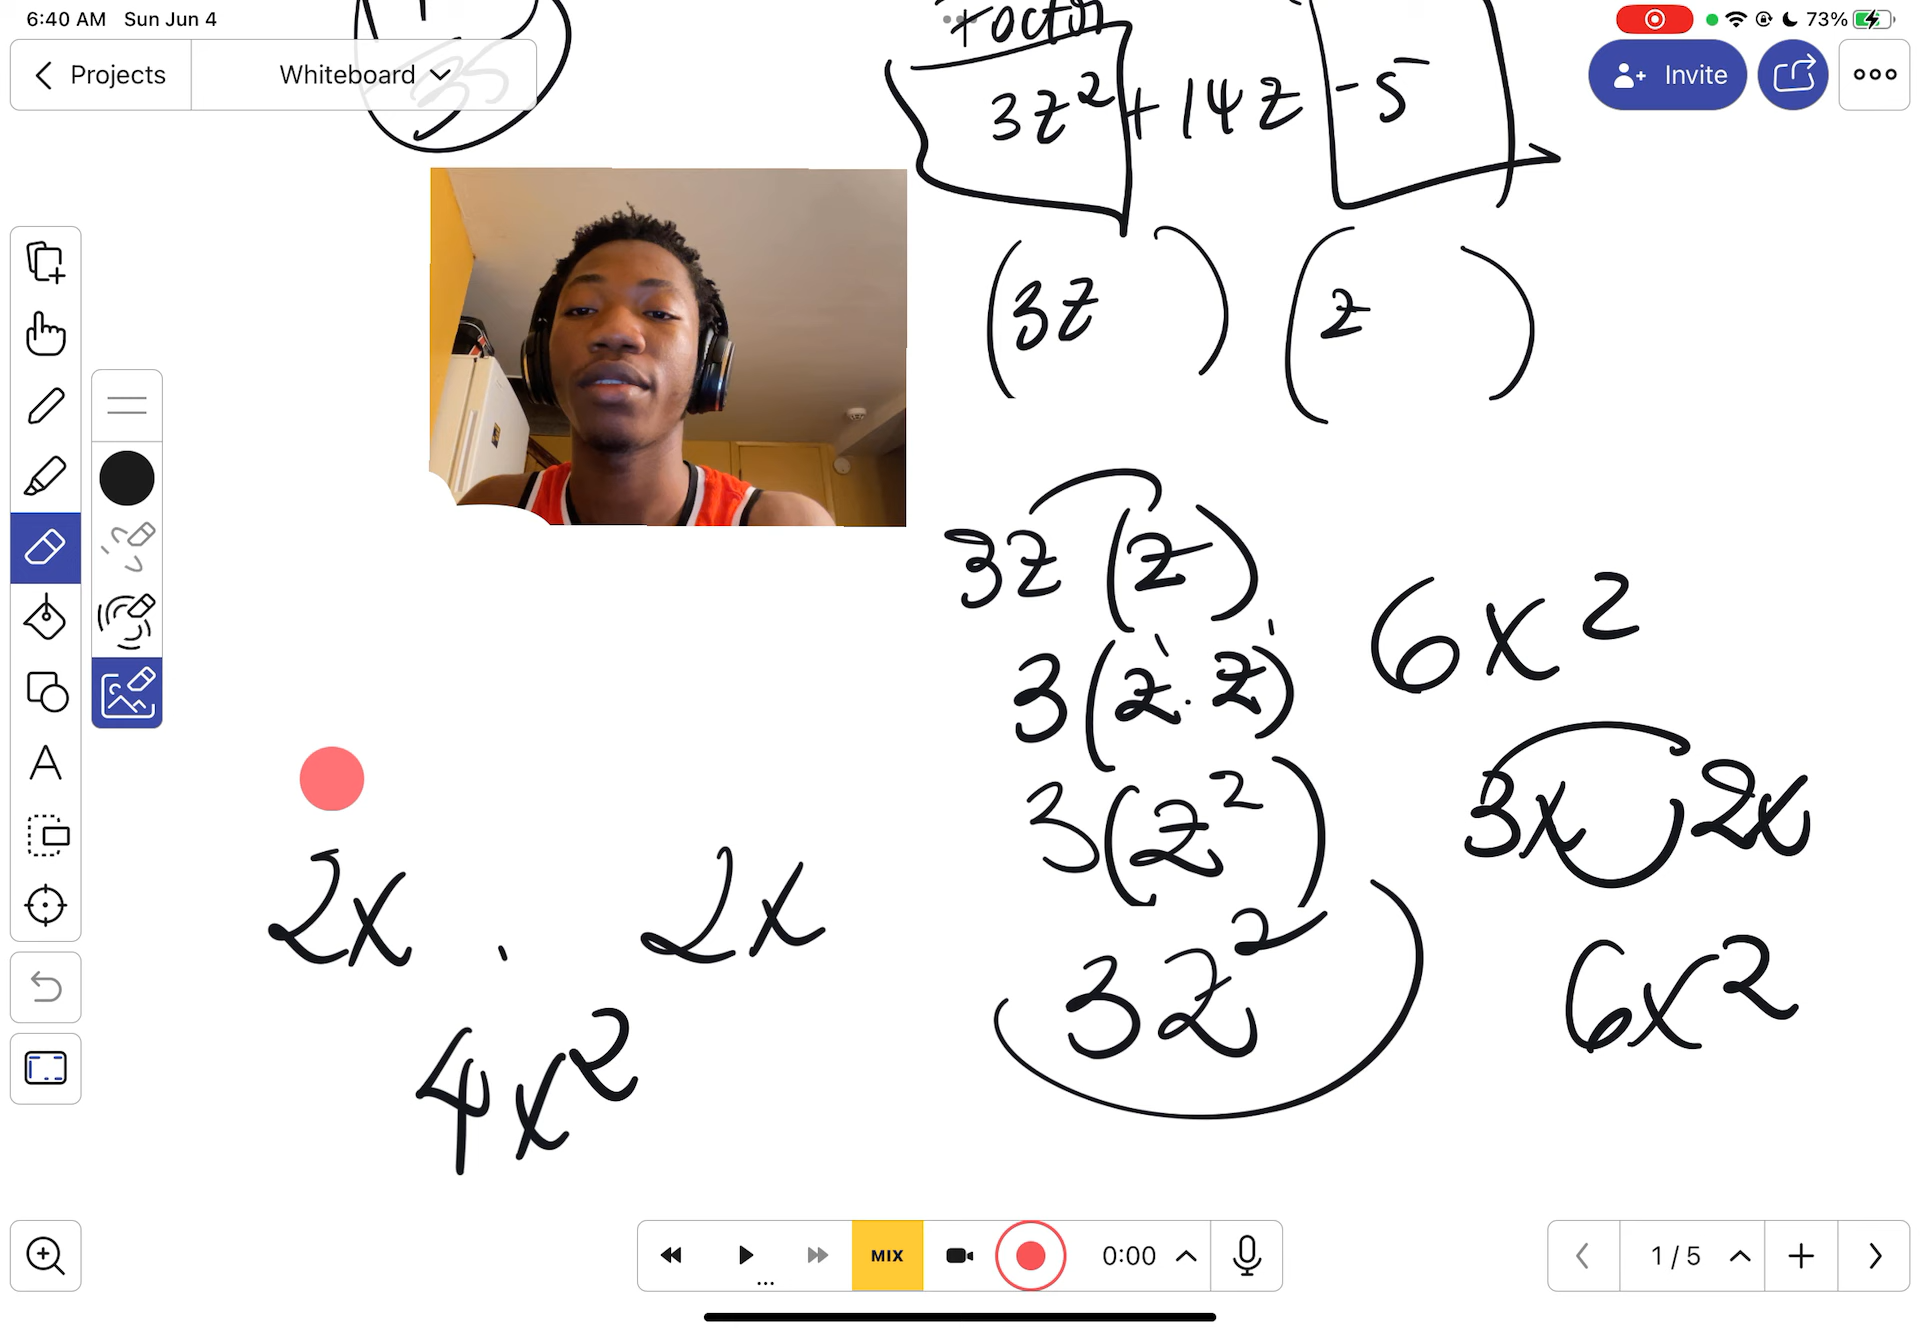 6:40 AM Sun Jun 4
73%
Projects
Whiteboard
Invite
Factor
3z² + 14z - 5
35
(3z ) (z )
3z (z)
3(z · z)
3(z²)
3z²
6x²
3x 2x
6x²
2x · 2x
4x²
A
MIX
0:00
1 / 5